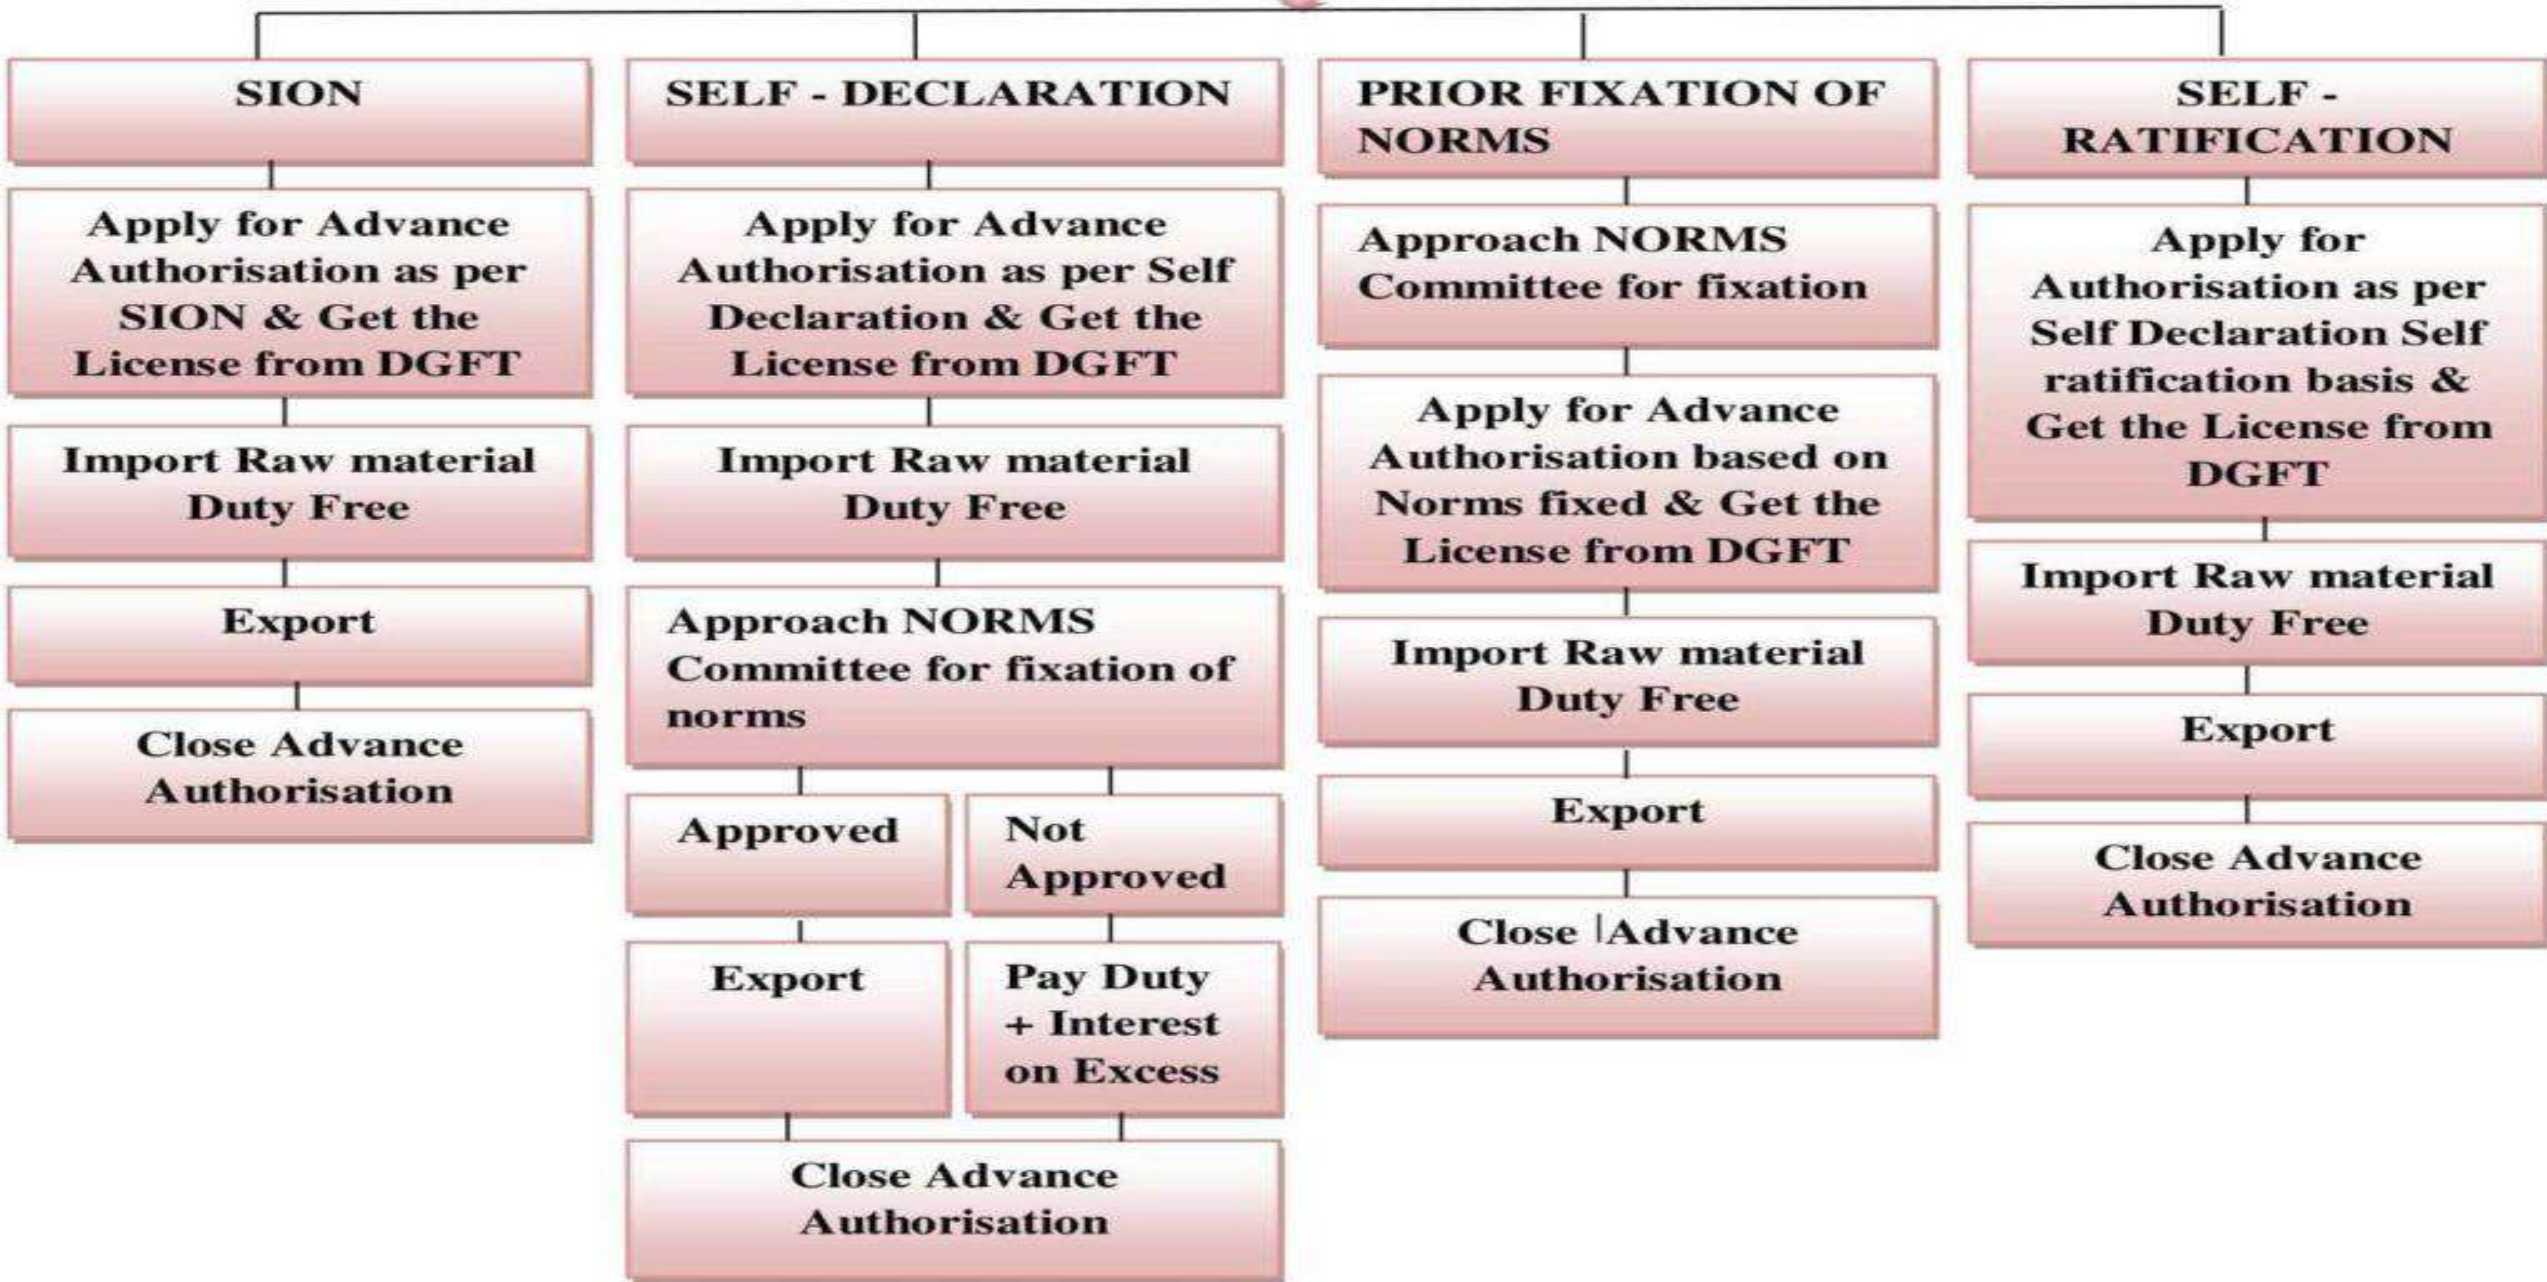 SION
Apply for Advance
Authorisation as per
SION & Get the
License from DGFT
Import Raw material
Duty Free
Export
Close Advance
Authorisation
SELF - DECLARATION
Apply for Advance
Authorisation as per Self
Declaration & Get the
License from DGFT
Import Raw material
Duty Free
Approach NORMS
Committee for fixation of
norms
Approved
Export
Not
Approved
Pay Duty
+ Interest
on Excess
Close Advance
Authorisation
PRIOR FIXATION OF
NORMS
Approach NORMS
Committee for fixation
Apply for Advance
Authorisation based on
Norms fixed & Get the
License from DGFT
Import Raw material
Duty Free
Export
Close Advance
Authorisation
SELF -
RATIFICATION
Apply for
Authorisation as per
Self Declaration Self
ratification basis &
Get the License from
DGFT
Import Raw material
Duty Free
Export
Close Advance
Authorisation